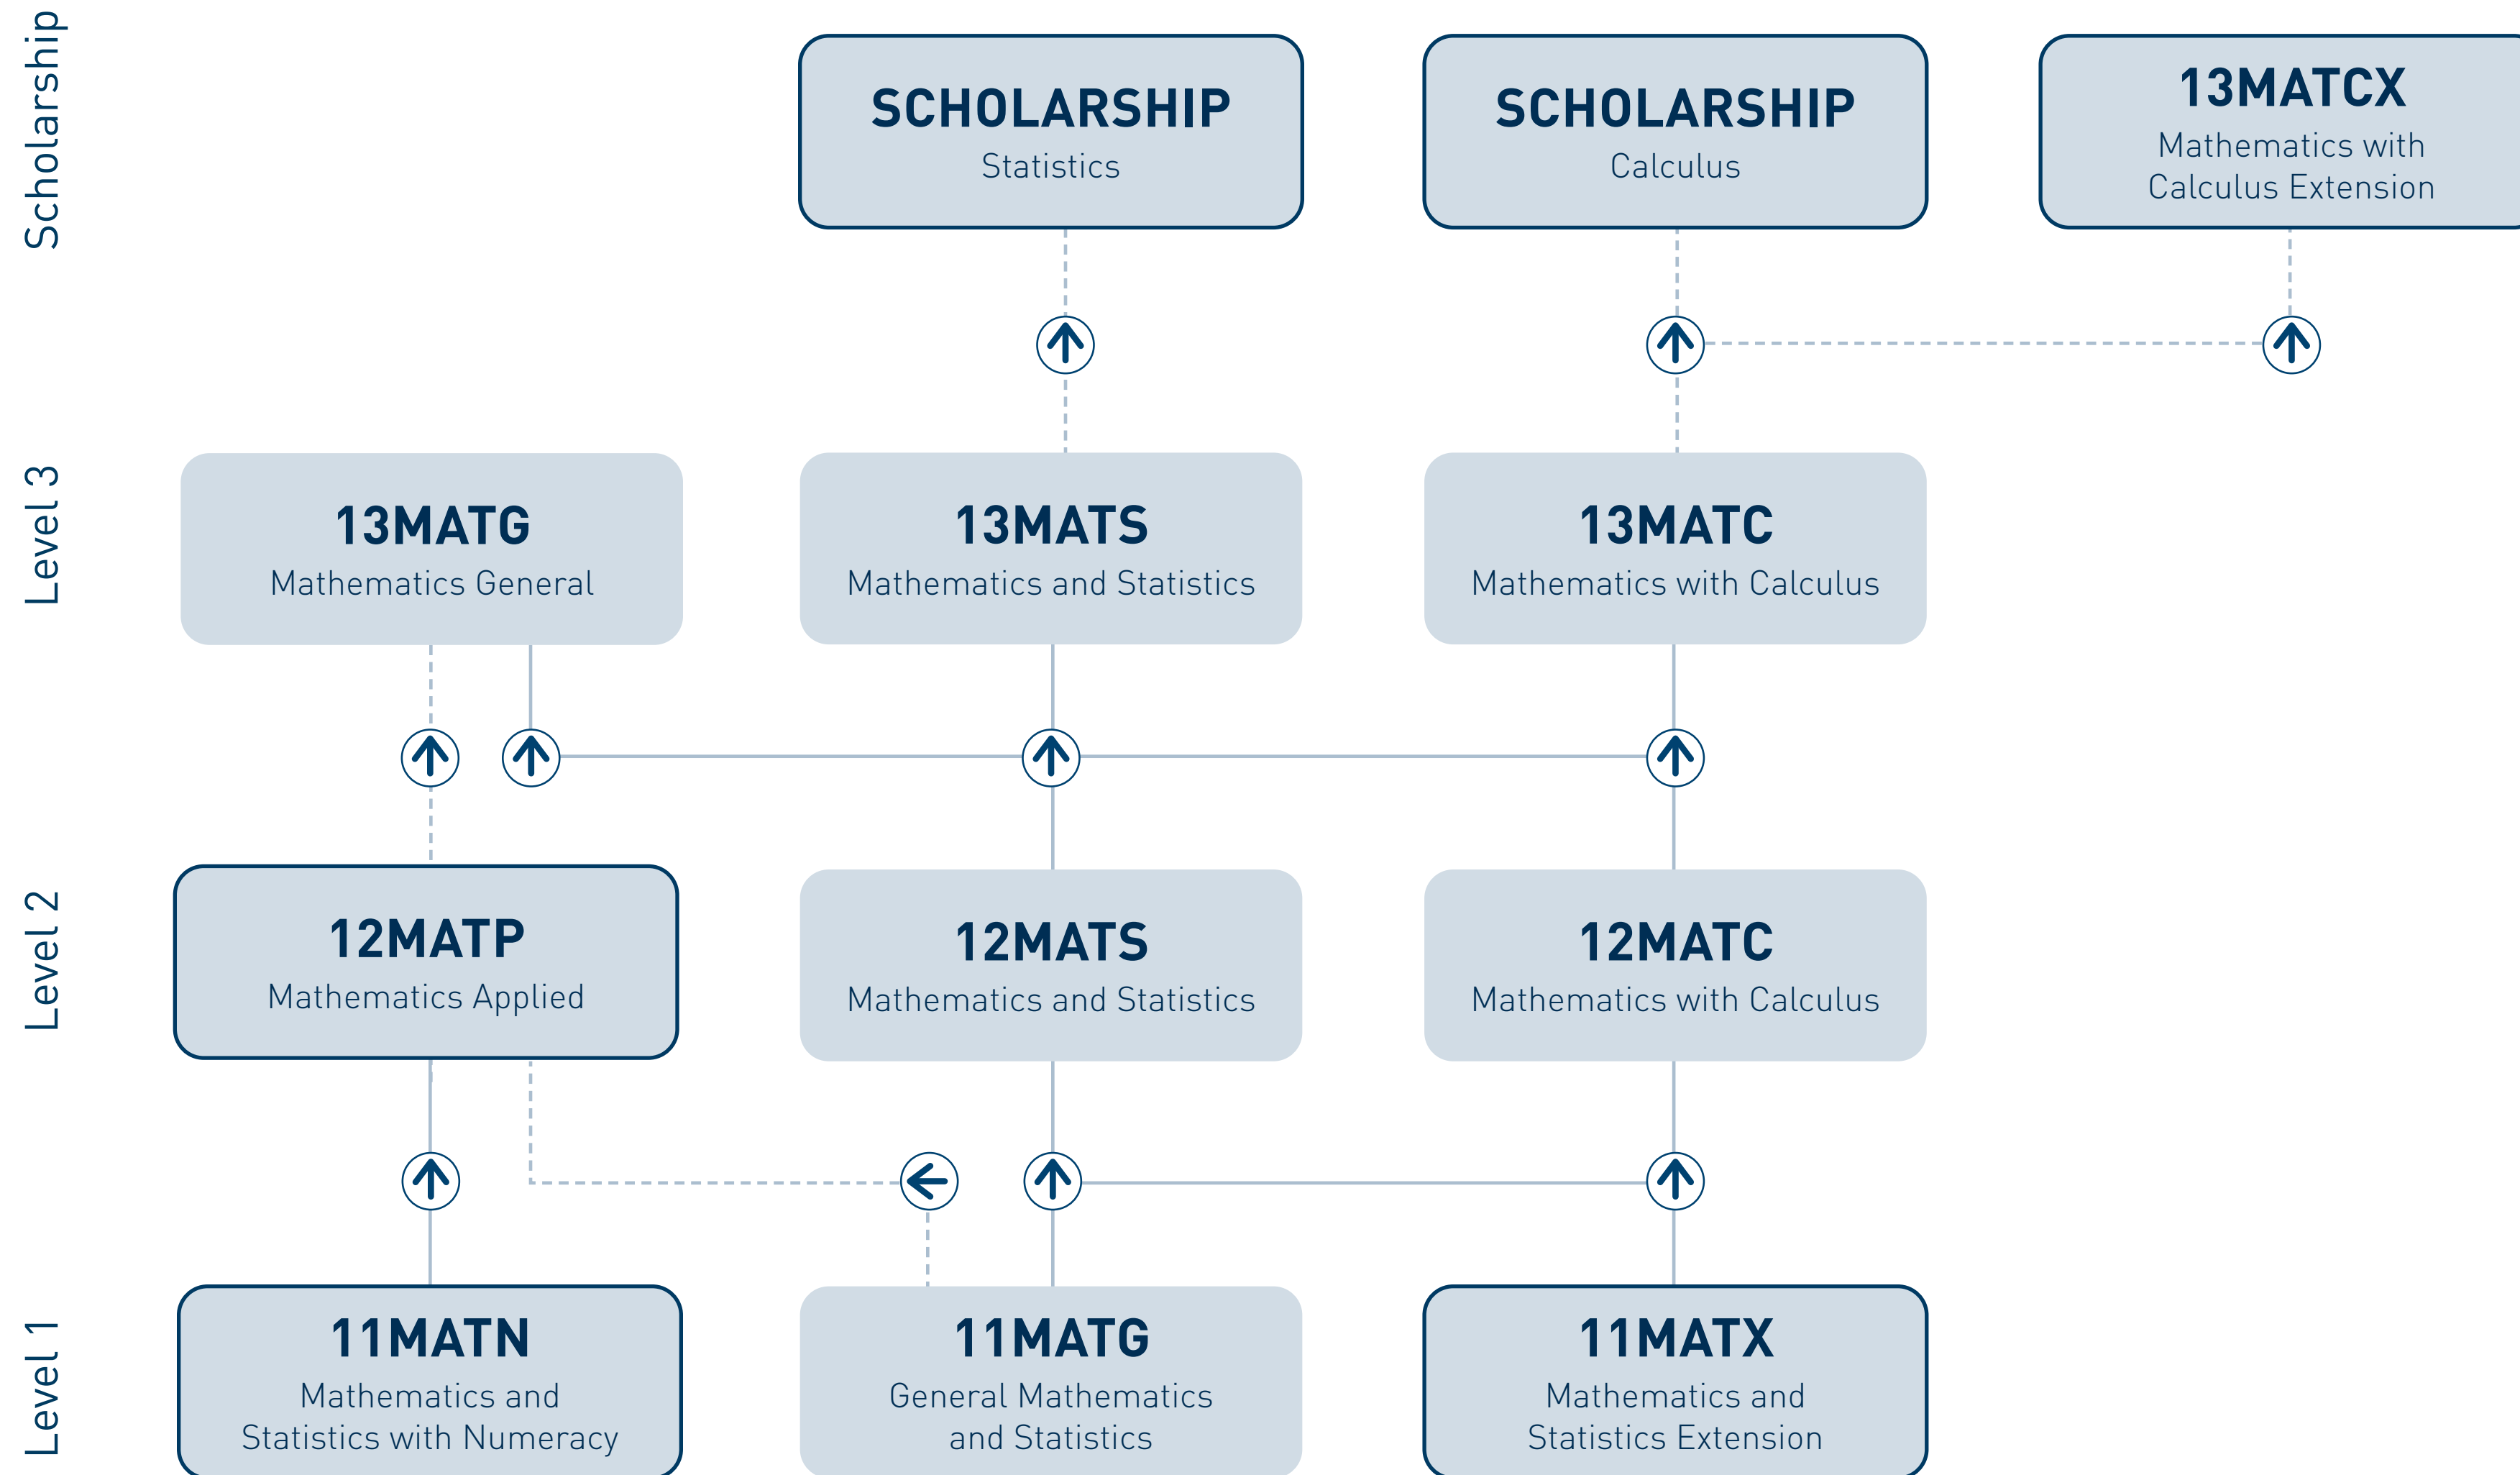 Scholarship
SCHOLARSHIP
Statistics
SCHOLARSHIP
Calculus
13MATCX
Mathematics with
Calculus Extension
Level 3
13MATG
Mathematics General
13MATS
Mathematics and Statistics
13MATC
Mathematics with Calculus
Level 2
12MATP
Mathematics Applied
12MATS
Mathematics and Statistics
12MATC
Mathematics with Calculus
Level 1
11MATN
Mathematics and
Statistics with Numeracy
11MATG
General Mathematics
and Statistics
11MATX
Mathematics and
Statistics Extension